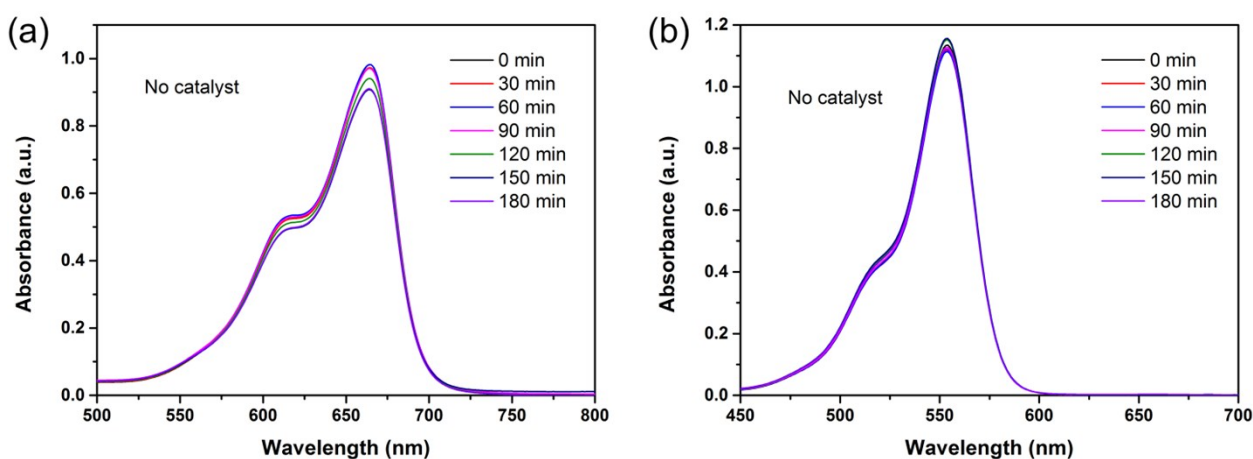 (a)
No catalyst
0 min
30 min
60 min
90 min
120 min
150 min
180 min
Absorbance (a.u.)
1.0
0.8
0.6
0.4
0.2
0.0
500 550 600 650 700 750 800
Wavelength (nm)
(b)
No catalyst
0 min
30 min
60 min
90 min
120 min
150 min
180 min
Absorbance (a.u.)
1.2
1.0
0.8
0.6
0.4
0.2
0.0
450 500 550 600 650 700
Wavelength (nm)